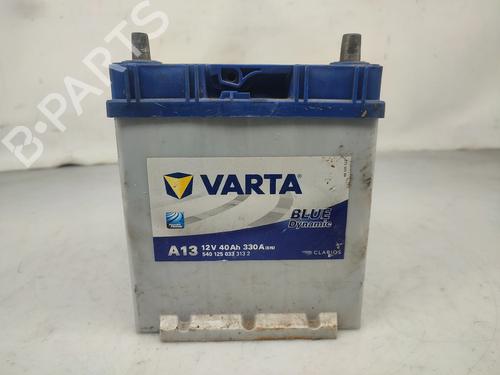 B-PARTS
VARTA
BLUE
Dynamic
A13 12V 40Ah 330A (EN)
540 125 033 313 2
CLARIOS